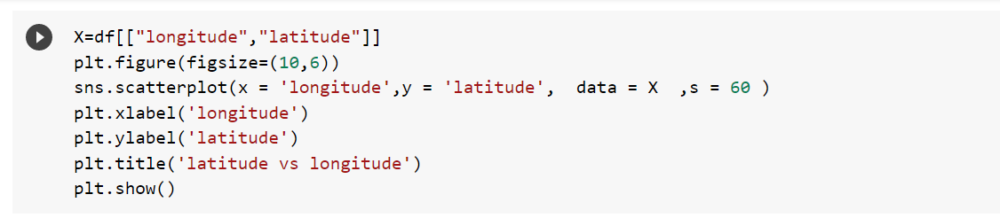 X=df[["longitude","latitude"]]
plt.figure(figsize=(10,6))
sns.scatterplot(x = 'longitude',y = 'latitude',  data = X  ,s = 60 )
plt.xlabel('longitude')
plt.ylabel('latitude')
plt.title('latitude vs longitude')
plt.show()